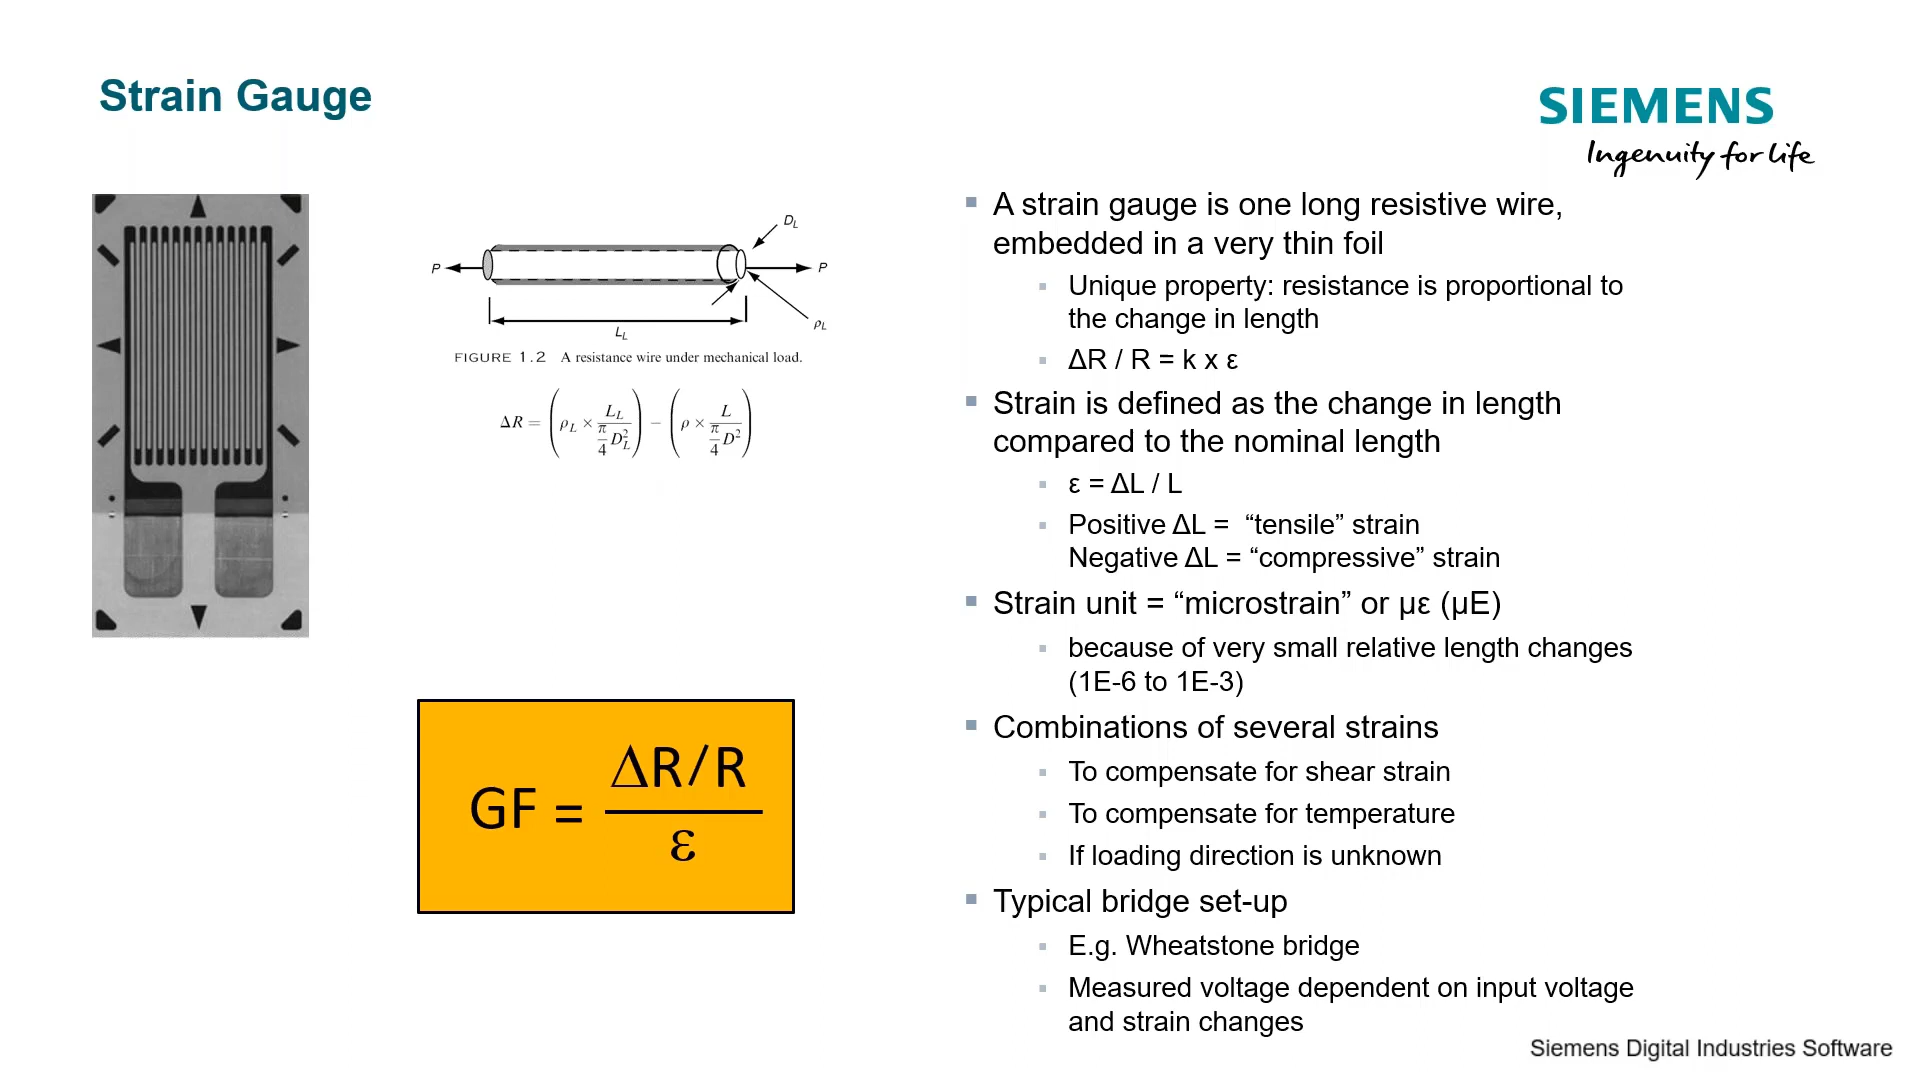 Strain Gauge
SIEMENS
Ingenuity for life
D_L
P
P
L_L
ρ_L
FIGURE 1.2 A resistance wire under mechanical load.
ΔR = (ρ_L × L_L / (π/4 D_L^2)) − (ρ × L / (π/4 D^2))
GF = ΔR/R / ε
▪ A strain gauge is one long resistive wire,
embedded in a very thin foil
▪ Unique property: resistance is proportional to
the change in length
▪ ΔR / R = k x ε
▪ Strain is defined as the change in length
compared to the nominal length
▪ ε = ΔL / L
▪ Positive ΔL = “tensile” strain
Negative ΔL = “compressive” strain
▪ Strain unit = “microstrain” or με (μE)
▪ because of very small relative length changes
(1E-6 to 1E-3)
▪ Combinations of several strains
▪ To compensate for shear strain
▪ To compensate for temperature
▪ If loading direction is unknown
▪ Typical bridge set-up
▪ E.g. Wheatstone bridge
▪ Measured voltage dependent on input voltage
and strain changes
Siemens Digital Industries Software